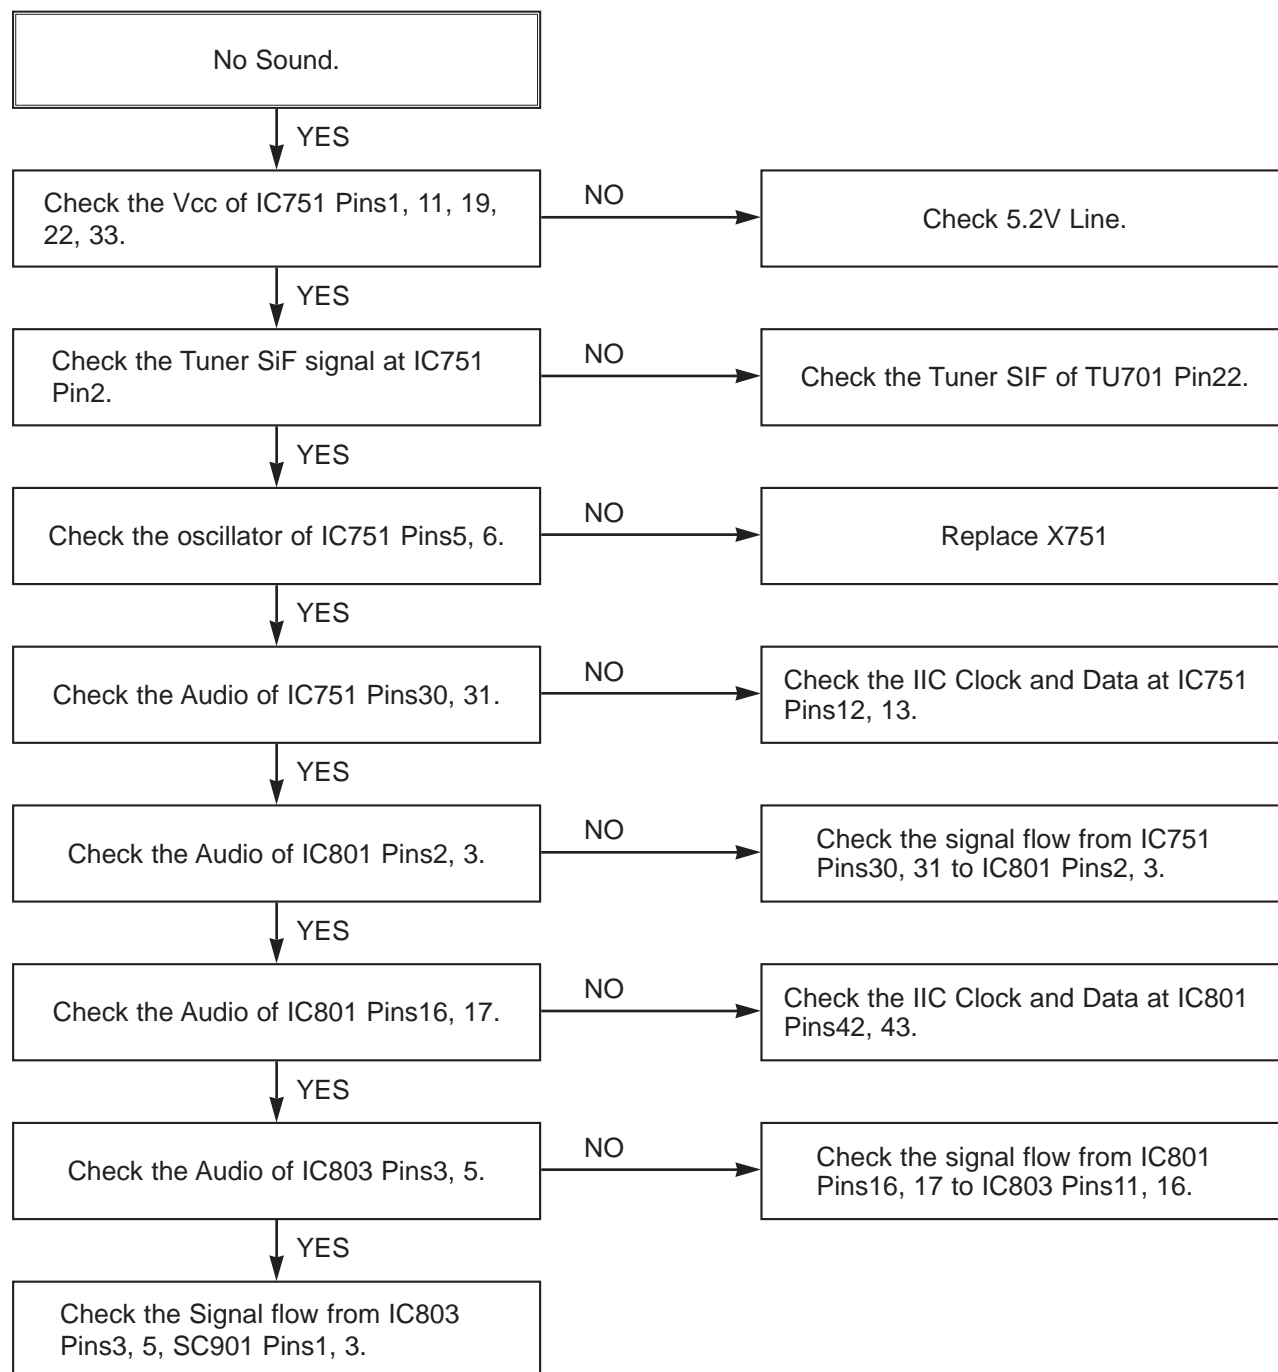 No Sound.
YES
Check the Vcc of IC751 Pins1, 11, 19,
22, 33.
NO
Check 5.2V Line.
YES
Check the Tuner SiF signal at IC751
Pin2.
NO
Check the Tuner SIF of TU701 Pin22.
YES
Check the oscillator of IC751 Pins5, 6.
NO
Replace X751
YES
Check the Audio of IC751 Pins30, 31.
NO
Check the IIC Clock and Data at IC751
Pins12, 13.
YES
Check the Audio of IC801 Pins2, 3.
NO
Check the signal flow from IC751
Pins30, 31 to IC801 Pins2, 3.
YES
Check the Audio of IC801 Pins16, 17.
NO
Check the IIC Clock and Data at IC801
Pins42, 43.
YES
Check the Audio of IC803 Pins3, 5.
NO
Check the signal flow from IC801
Pins16, 17 to IC803 Pins11, 16.
YES
Check the Signal flow from IC803
Pins3, 5, SC901 Pins1, 3.